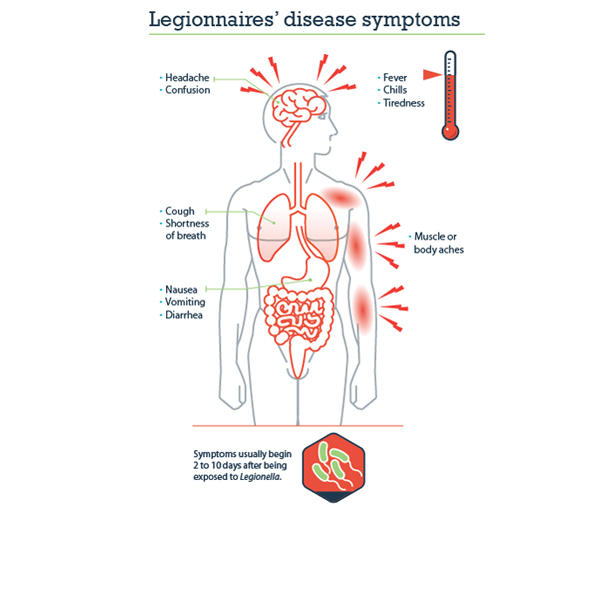 Legionnaires’ disease symptoms
• Headache
• Confusion
• Fever
• Chills
• Tiredness
• Cough
• Shortness
of breath
• Muscle or
body aches
• Nausea
• Vomiting
• Diarrhea
Symptoms usually begin
2 to 10 days after being
exposed to Legionella.